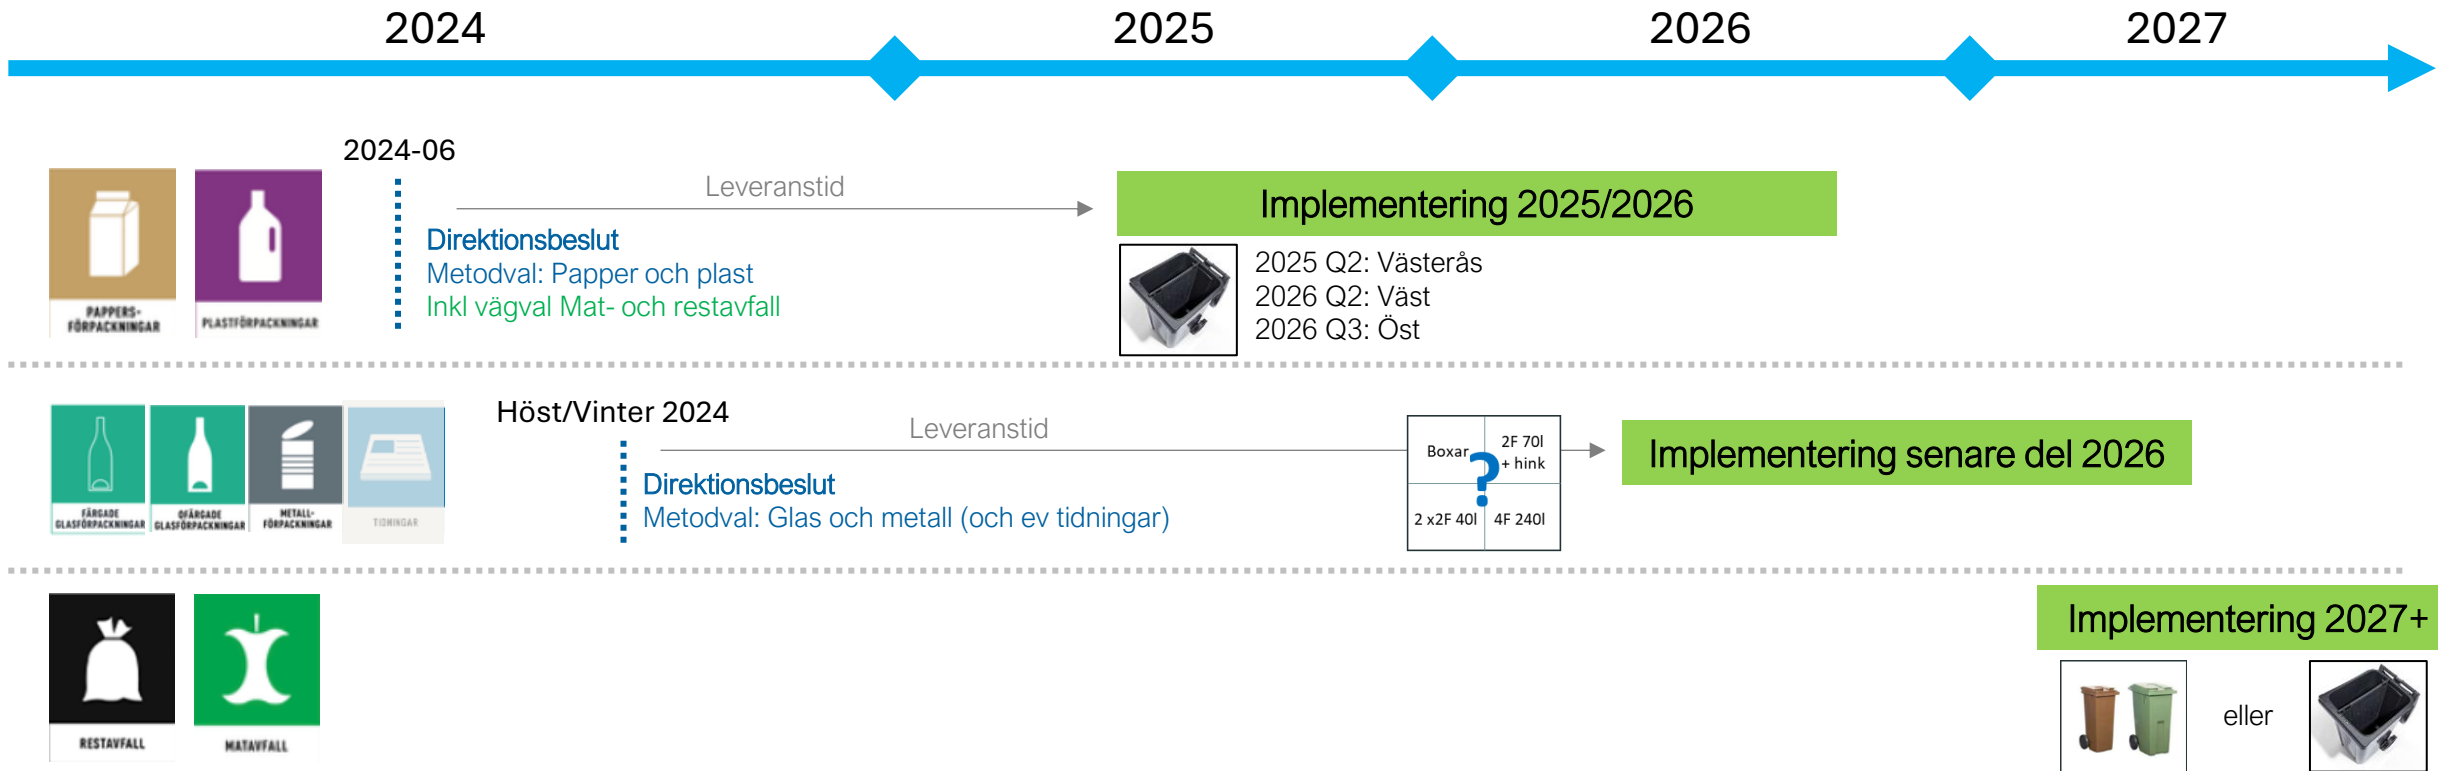 2024
2025
2026
2027
2024-06
Leveranstid
Implementering 2025/2026
Direktionsbeslut
Metodval: Papper och plast
Inkl vägval Mat- och restavfall
2025 Q2: Västerås
2026 Q2: Väst
2026 Q3: Öst
PAPPERS-
FÖRPACKNINGAR
PLASTFÖRPACKNINGAR
Höst/Vinter 2024
Leveranstid
Direktionsbeslut
Metodval: Glas och metall (och ev tidningar)
Boxar
2F 70l
+ hink
?
2 x2F 40l
4F 240l
Implementering senare del 2026
FÄRGADE
GLASFÖRPACKNINGAR
OFÄRGADE
GLASFÖRPACKNINGAR
METALL-
FÖRPACKNINGAR
TIDNINGAR
Implementering 2027+
RESTAVFALL
MATAVFALL
eller